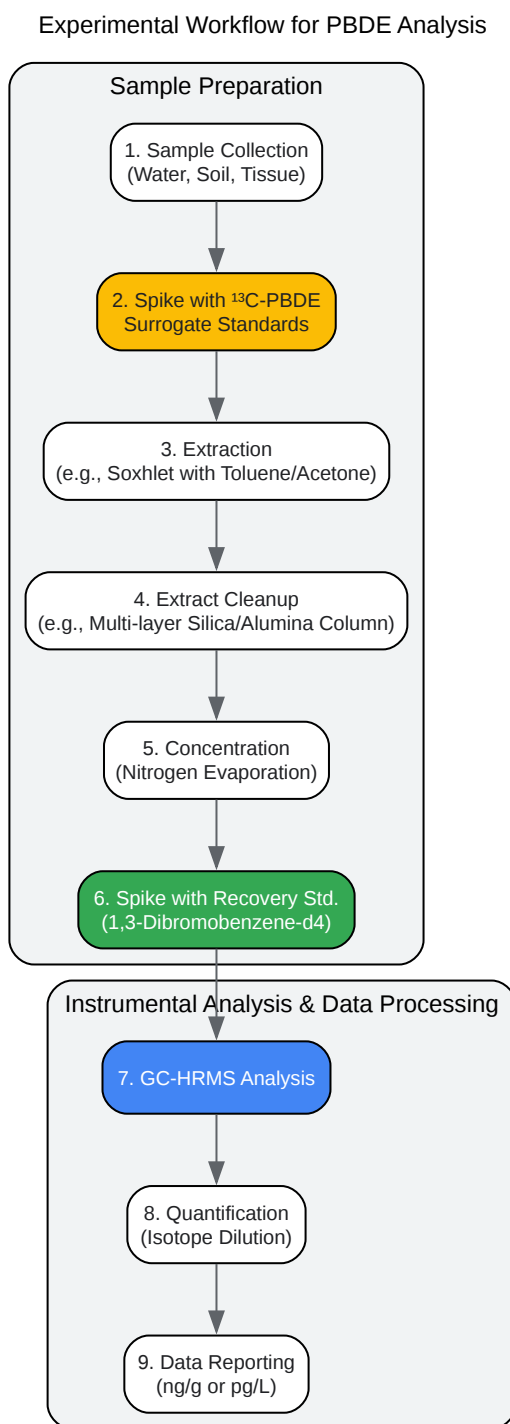 Experimental Workflow for PBDE Analysis
Sample Preparation
1. Sample Collection
(Water, Soil, Tissue)
2. Spike with ¹³C-PBDE
Surrogate Standards
3. Extraction
(e.g., Soxhlet with Toluene/Acetone)
4. Extract Cleanup
(e.g., Multi-layer Silica/Alumina Column)
5. Concentration
(Nitrogen Evaporation)
6. Spike with Recovery Std.
(1,3-Dibromobenzene-d4)
Instrumental Analysis & Data Processing
7. GC-HRMS Analysis
8. Quantification
(Isotope Dilution)
9. Data Reporting
(ng/g or pg/L)